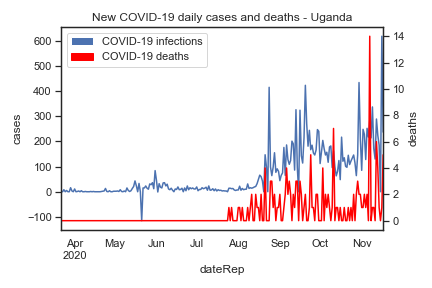 New COVID-19 daily cases and deaths - Uganda
COVID-19 infections
COVID-19 deaths
600
500
400
300
200
100
0
−100
cases
14
12
10
8
6
4
2
0
deaths
Apr May Jun Jul Aug Sep Oct Nov
2020
dateRep